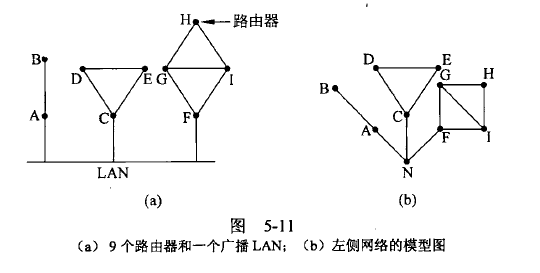 H 路由器
B
D E G I
A C F
LAN
(a)
D E
B G H
C
A F I
N
(b)
图 5-11
(a) 9个路由器和一个广播LAN；(b)左侧网络的模型图